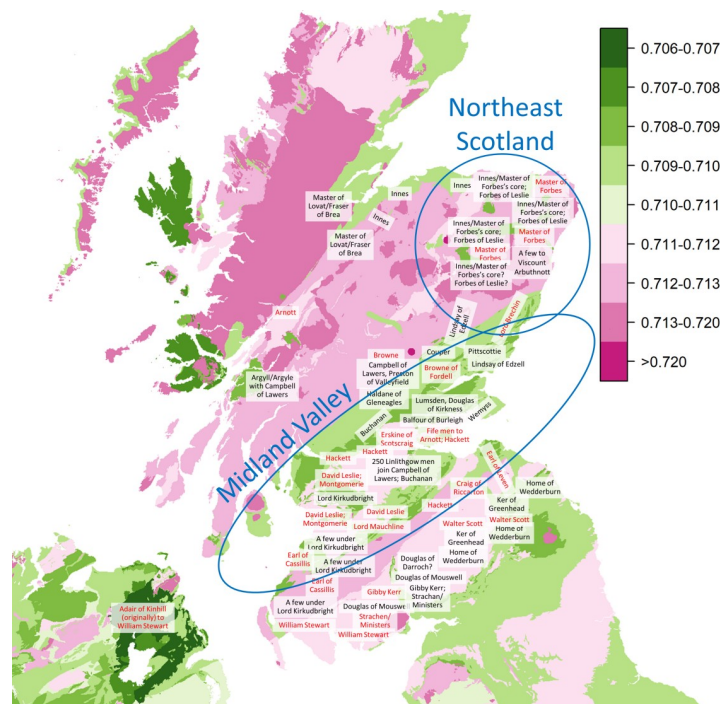 0.706-0.707
0.707-0.708
0.708-0.709
0.709-0.710
0.710-0.711
0.711-0.712
0.712-0.713
0.713-0.720
>0.720
Northeast
Scotland
Innes/Master of
Forbes's core;
Forbes of Leslie
Master of
Forbes
Innes
Innes
Master of
Lovat/Fraser
of Brea
Innes
Innes/Master of
Forbes's core;
Forbes of Leslie
Innes/Master of
Forbes's core;
Forbes of Leslie
Master of
Forbes
Master of
Lovat/Fraser
of Brea
Master of
Forbes
A few to
Viscount
Arbuthnott
Innes/Master of
Forbes's core?
Forbes of Leslie?
Arnott
Lindsay of
Edzell
Lord Brechin
Browne
Couper
Pittscottie
Campbell of
Lawers, Preston
of Valleyfield
Browne of
Fordell
Lindsay of Edzell
Argyll/Argyle
with Campbell
of Lawers
Haldane of
Gleneagles
Lumsden, Douglas
of Kirkness
Wemyss
Midland Valley
Buchanan
Balfour of Burleigh
Erskine of
Scotscraig
Fife men to
Arnott; Hackett
Hackett
Hackett
250 Linlithgow men
join Campbell of
Lawers; Buchanan
Earl of Leven
David Leslie;
Montgomerie
Craig of
Riccarton
Home of
Wedderburn
Lord Kirkudbright
Hackett
Ker of
Greenhead
David Leslie;
Montgomerie
David Leslie
Lord Mauchline
Walter Scott
Walter Scott
Home of
Wedderburn
A few under
Lord Kirkudbright
Ker of
Greenhead
Earl of
Cassillis
A few under
Lord Kirkudbright
Douglas of
Darroch?
Home of
Wedderburn
Earl of
Cassillis
Douglas of Mouswell
Gibby Kerr
Gibby Kerr;
Strachan/
Ministers
A few under
Lord Kirkudbright
Douglas of Mouswe
Adair of Kinhill
(originally) to
William Stewart
William Stewart
Strachen/
Ministers
William Stewart